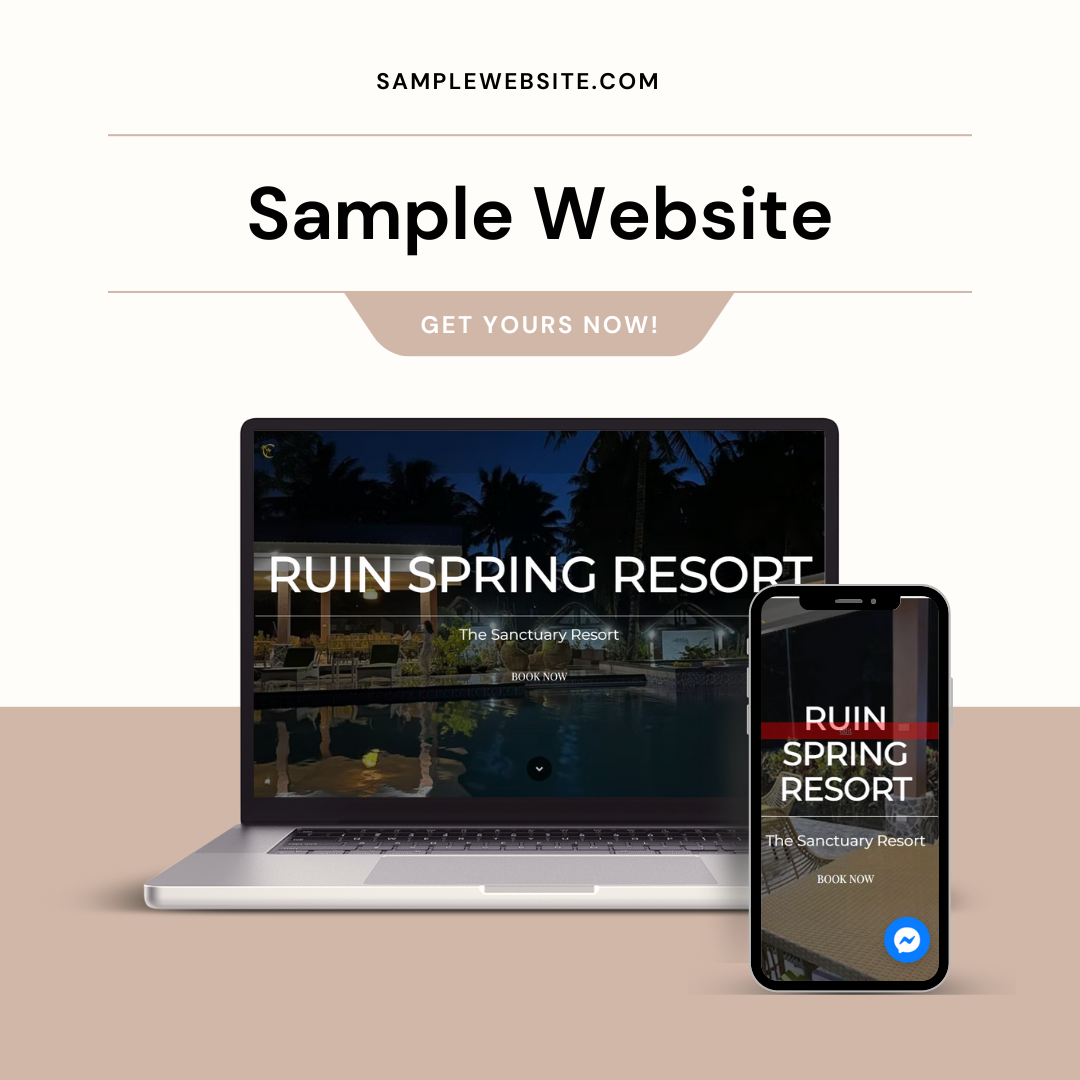 SAMPLEWEBSITE.COM
Sample Website
GET YOURS NOW!
RUIN SPRING RESORT
The Sanctuary Resort
BOOK NOW
RUIN
SPRING
RESORT
The Sanctuary Resort
BOOK NOW